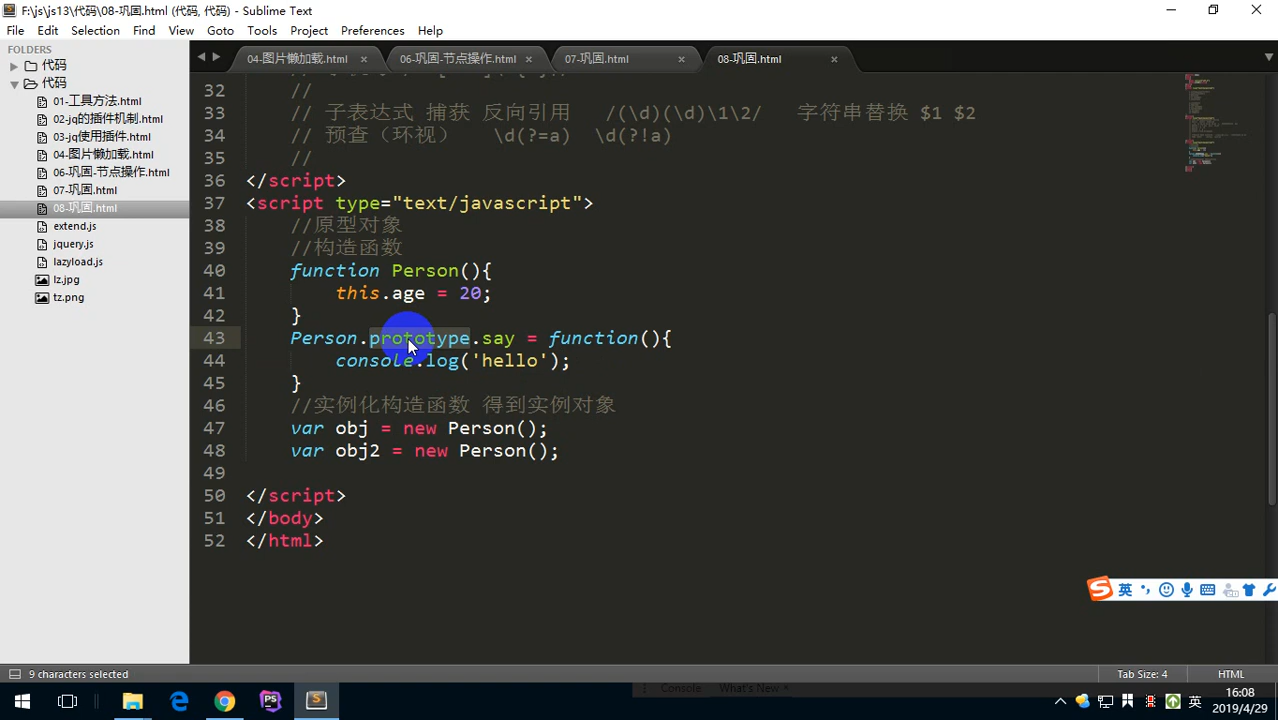 F:\js\js13\代码\08-巩固.html (代码, 代码) - Sublime Text
File Edit Selection Find View Goto Tools Project Preferences Help
FOLDERS
代码
代码
01-工具方法.html
02-jq的插件机制.html
03-jq使用插件.html
04-图片懒加载.html
06-巩固-节点操作.html
07-巩固.html
08-巩固.html
extend.js
jquery.js
lazyload.js
lz.jpg
tz.png
04-图片懒加载.html × 06-巩固-节点操作.html × 07-巩固.html × 08-巩固.html ×
32 //
33 // 子表达式 捕获 反向引用 /(\d)(\d)\1\2/ 字符串替换 $1 $2
34 // 预查（环视） \d(?=a) \d(?!a)
35 //
36 </script>
37 <script type="text/javascript">
38 //原型对象
39 //构造函数
40 function Person(){
41 this.age = 20;
42 }
43 Person.prototype.say = function(){
44 console.log('hello');
45 }
46 //实例化构造函数 得到实例对象
47 var obj = new Person();
48 var obj2 = new Person();
49
50 </script>
51 </body>
52 </html>
英
9 characters selected
Tab Size: 4 HTML
Console What's New ×
英
16:08
2019/4/29